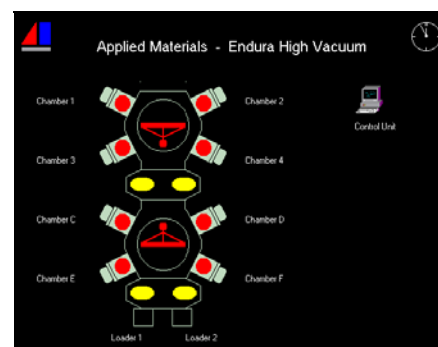 Applied Materials - Endura High Vacuum
Chamber 1
Chamber 2
Control Unit
Chamber 3
Chamber 4
Chamber C
Chamber D
Chamber E
Chamber F
Loader 1
Loader 2